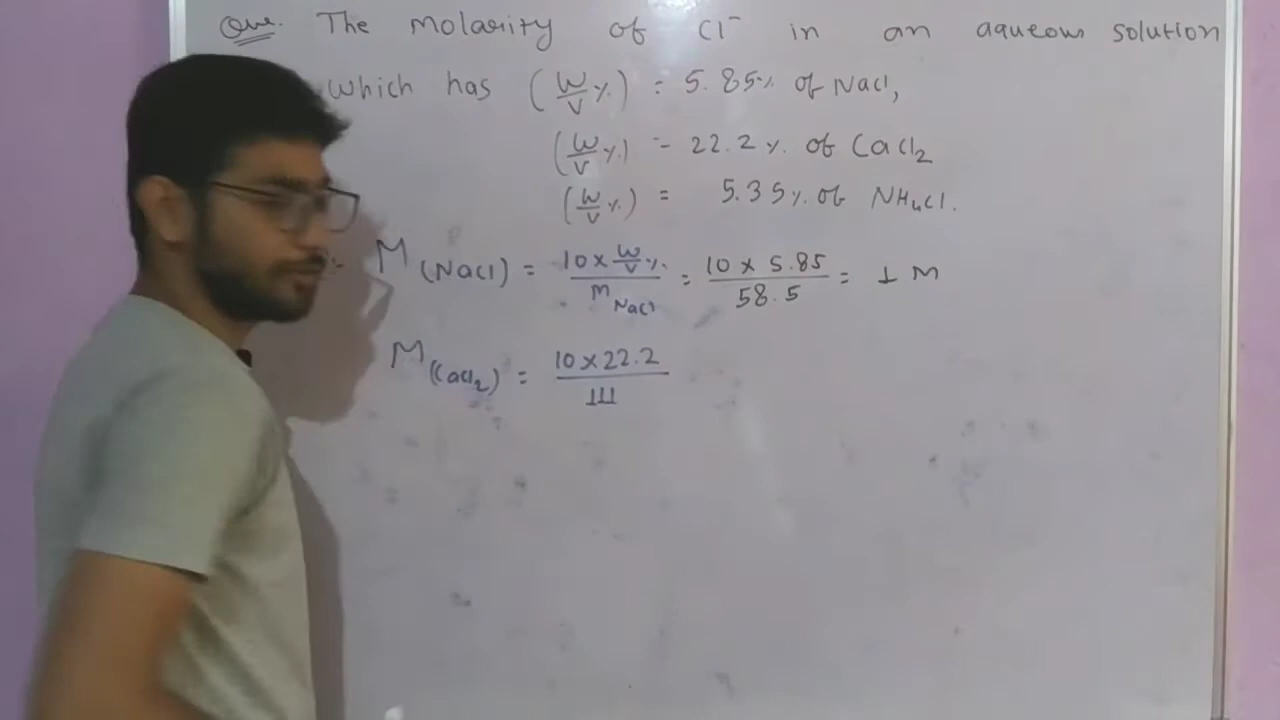 Que. The Molarity of Cl⁻ in an aqueous solution
which has (W/V %) = 5.85% of NaCl,
(W/V %) = 22.2 %. of CaCl₂
(W/V %) = 5.35% of NH₄Cl.
M (NaCl) = 10 × W/V % / M NaCl = 10 × 5.85 / 58.5 = 1 M
M (CaCl₂) = 10 × 22.2 / 111